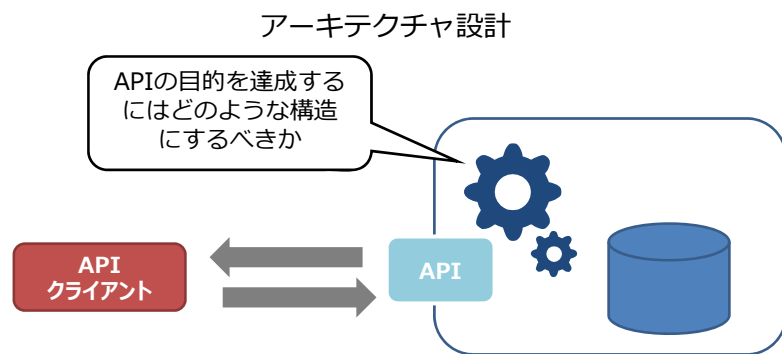 アーキテクチャ設計
APIの目的を達成する
にはどのような構造
にするべきか
API
クライアント
API